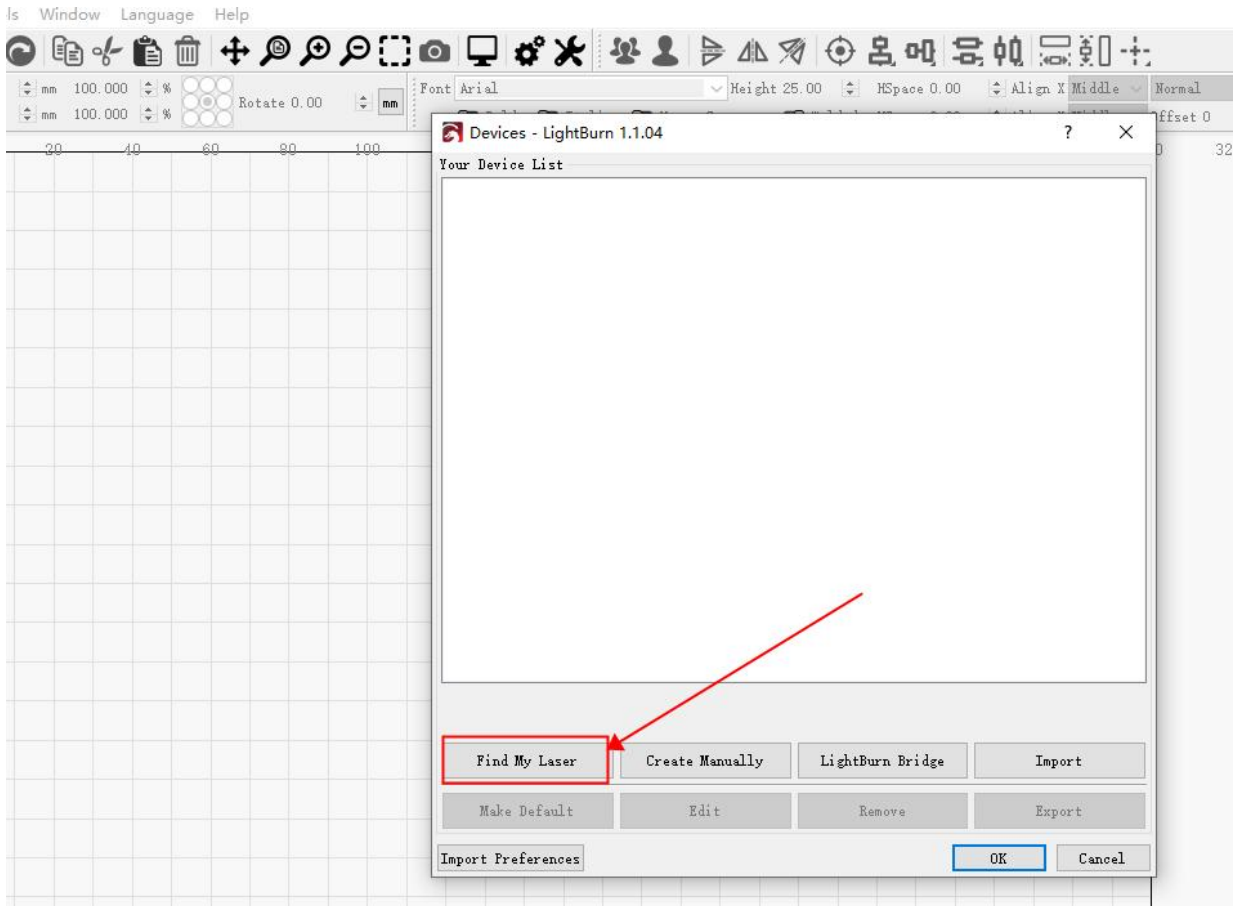 ls Window Language Help
mm 100.000 % Rotate 0.00 mm Font Arial Height 25.00 HSpace 0.00 Align X Middle Normal
mm 100.000 % Offset 0
20 40 60 80 100 0 32
Devices - LightBurn 1.1.04 ? ×
Your Device List
Find My Laser Create Manually LightBurn Bridge Import
Make Default Edit Remove Export
Import Preferences OK Cancel